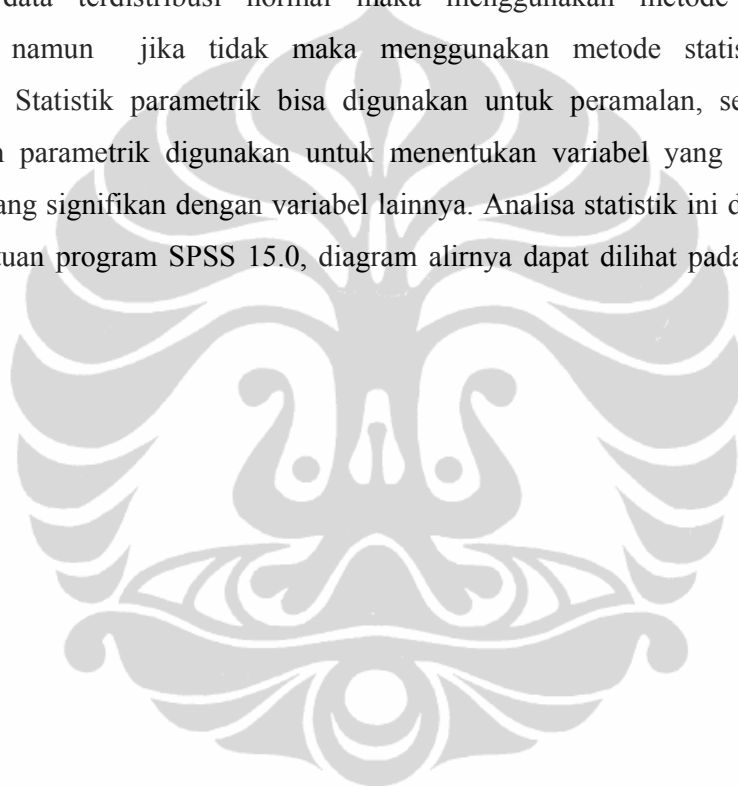 data terdistribusi normal maka menggunakan metode
namun jika tidak maka menggunakan metode statis
Statistik parametrik bisa digunakan untuk peramalan, se
parametrik digunakan untuk menentukan variabel yang
ang signifikan dengan variabel lainnya. Analisa statistik ini d
tuan program SPSS 15.0, diagram alirnya dapat dilihat pada